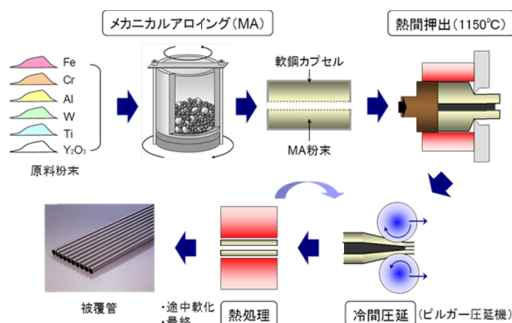 メカニカルアロイング(MA)
熱間押出(1150℃)
Fe
Cr
Al
W
Ti
Y₂O₃
原料粉末
軟鋼カプセル
MA粉末
被覆管
・途中軟化
・最終
熱処理
冷間圧延
(ピルガー圧延機)